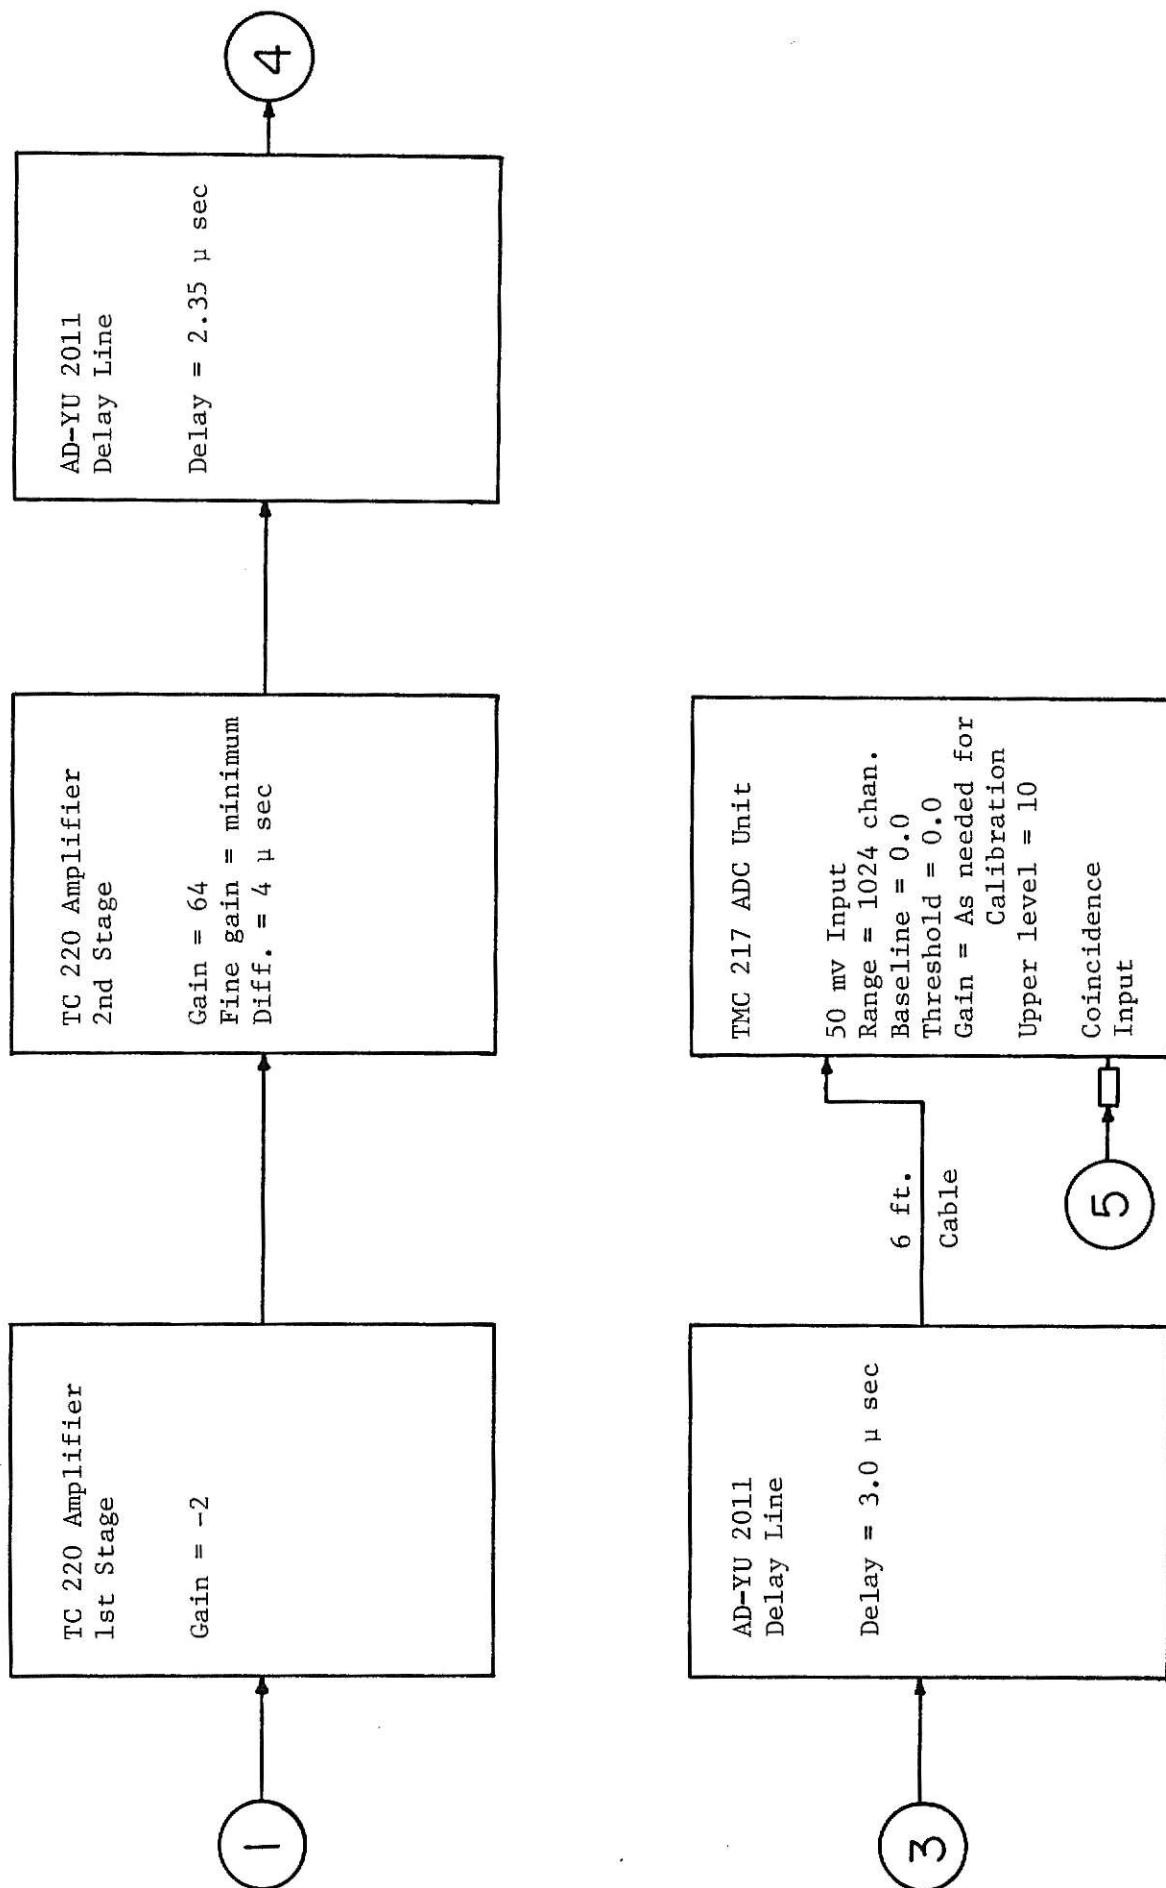 1
TC 220 Amplifier
1st Stage
Gain = -2
TC 220 Amplifier
2nd Stage
Gain = 64
Fine gain = minimum
Diff. = 4 μ sec
AD-YU 2011
Delay Line
Delay = 2.35 μ sec
4
3
AD-YU 2011
Delay Line
Delay = 3.0 μ sec
6 ft.
Cable
5
TMC 217 ADC Unit
50 mv Input
Range = 1024 chan.
Baseline = 0.0
Threshold = 0.0
Gain = As needed for
Calibration
Upper level = 10
Coincidence
Input